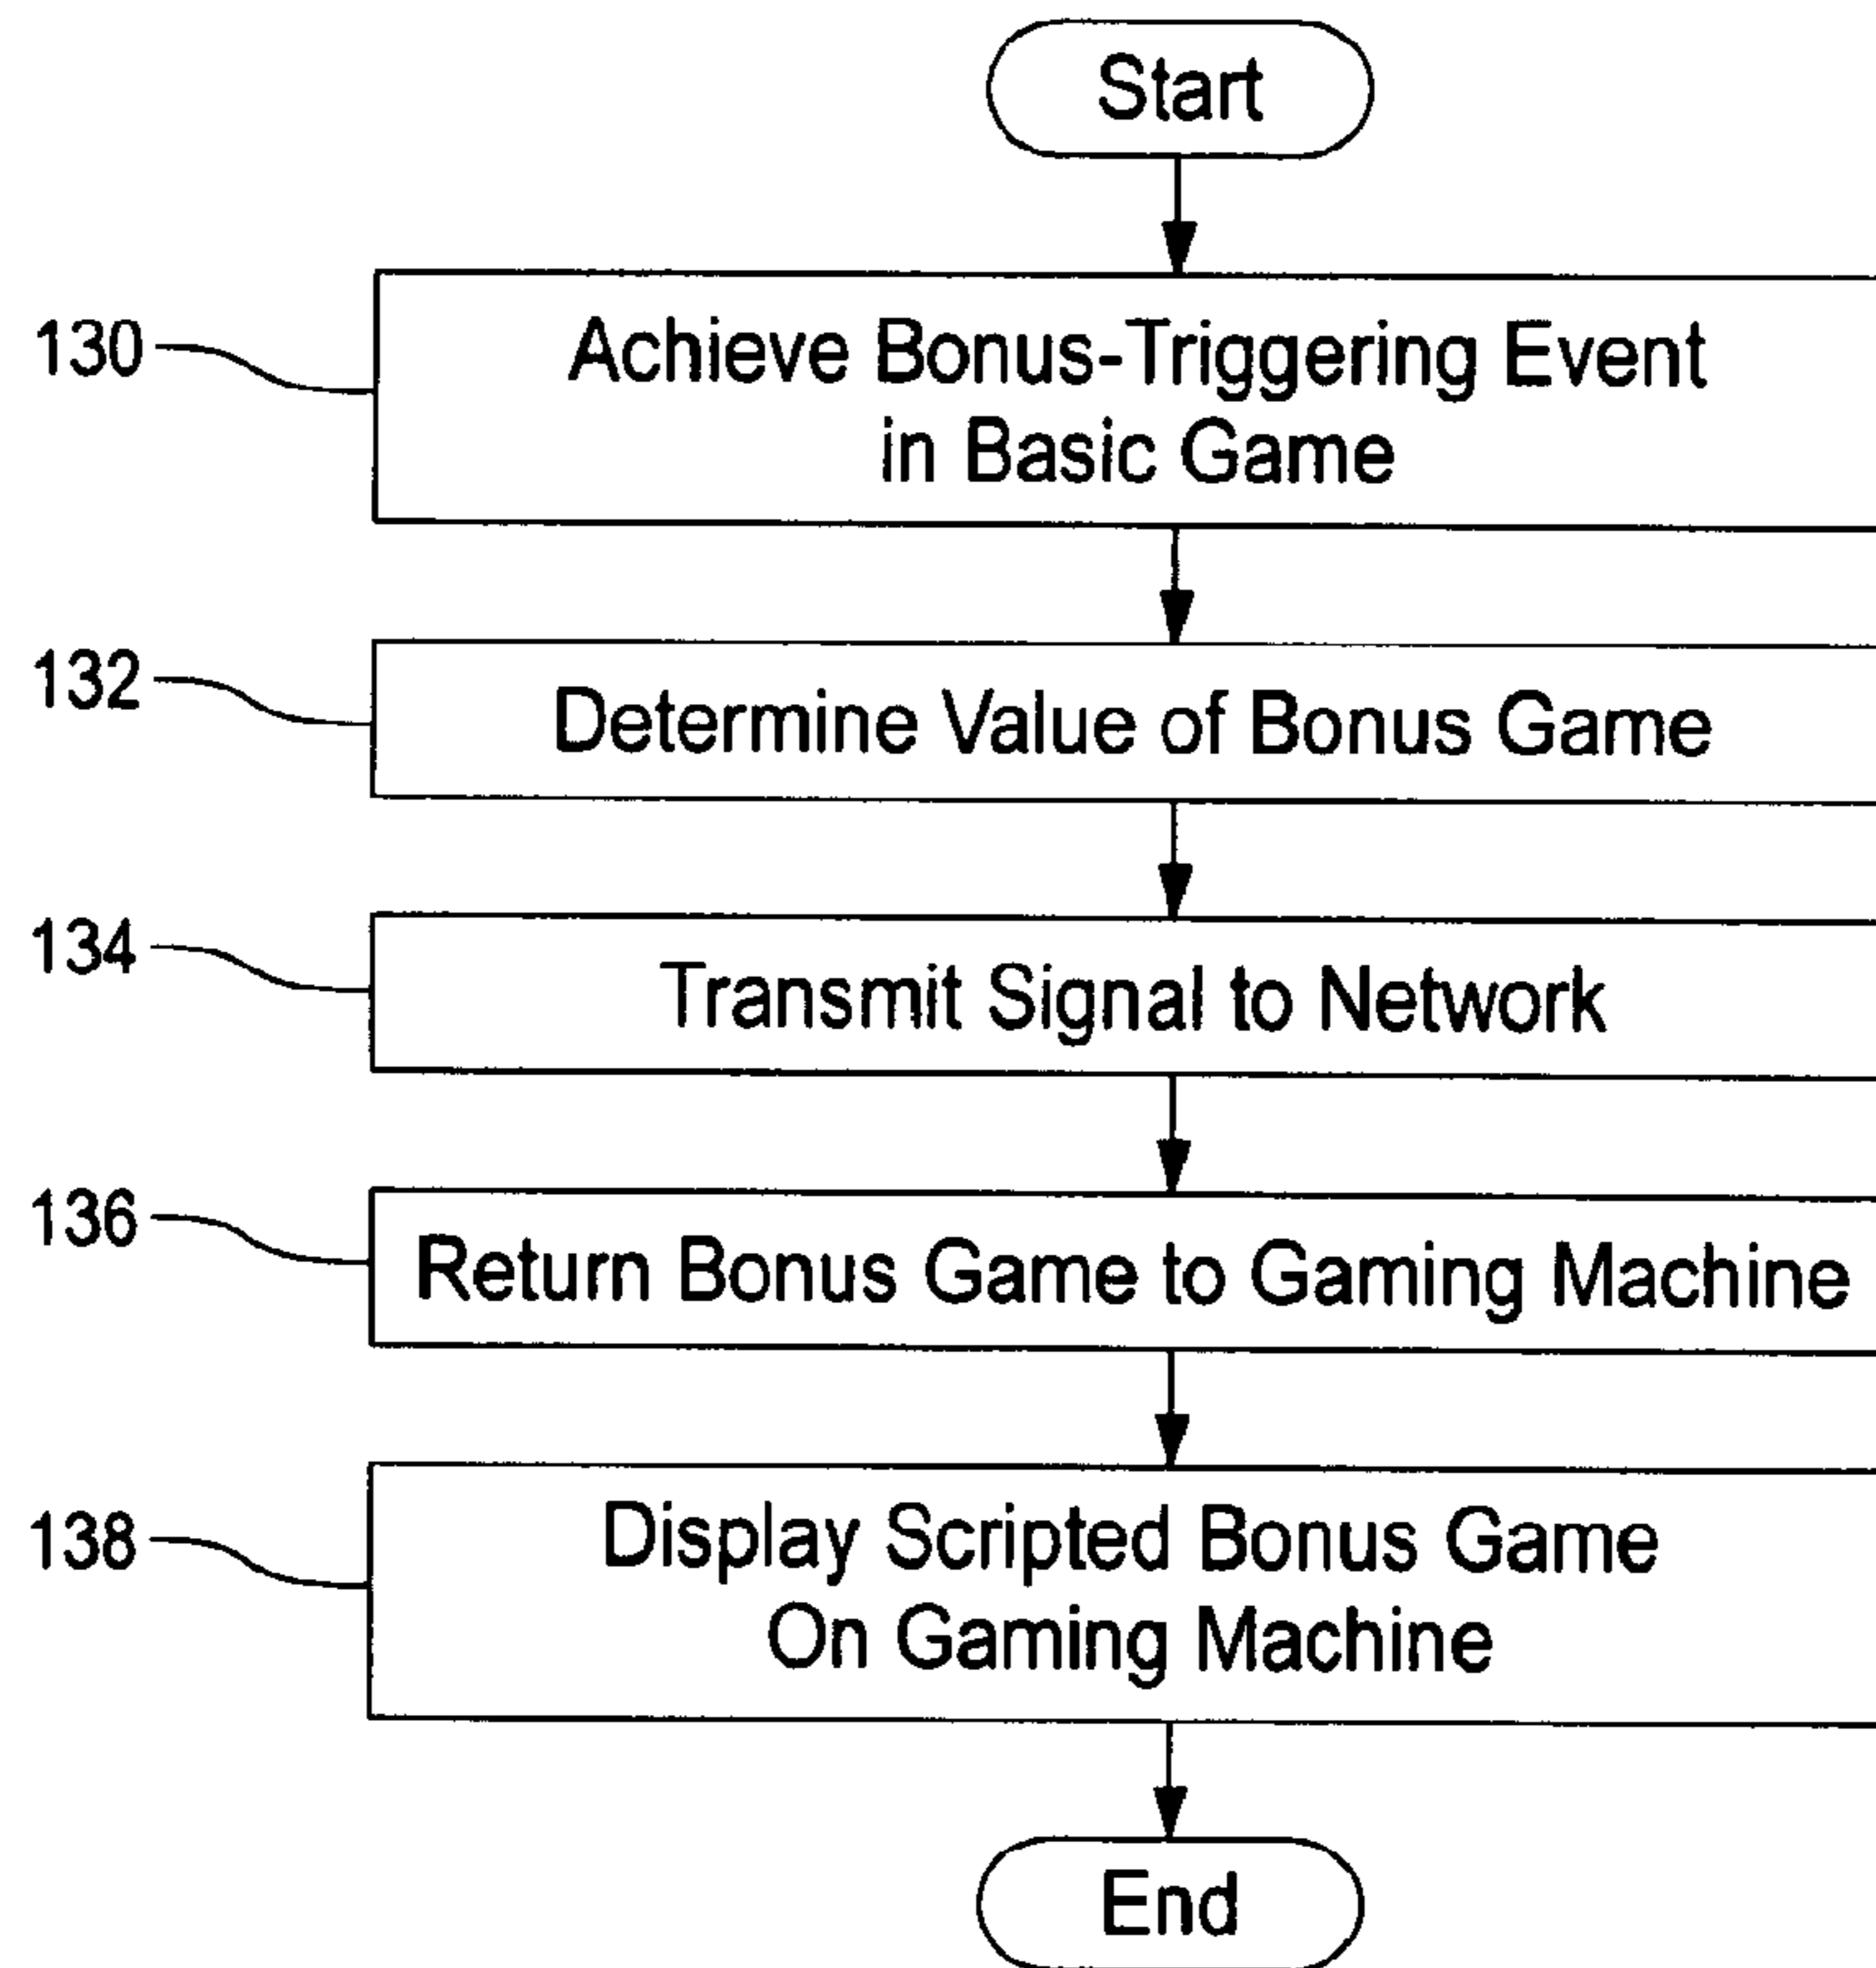 Start
130
Achieve Bonus-Triggering Event
in Basic Game
132
Determine Value of Bonus Game
134
Transmit Signal to Network
136
Return Bonus Game to Gaming Machine
138
Display Scripted Bonus Game
On Gaming Machine
End